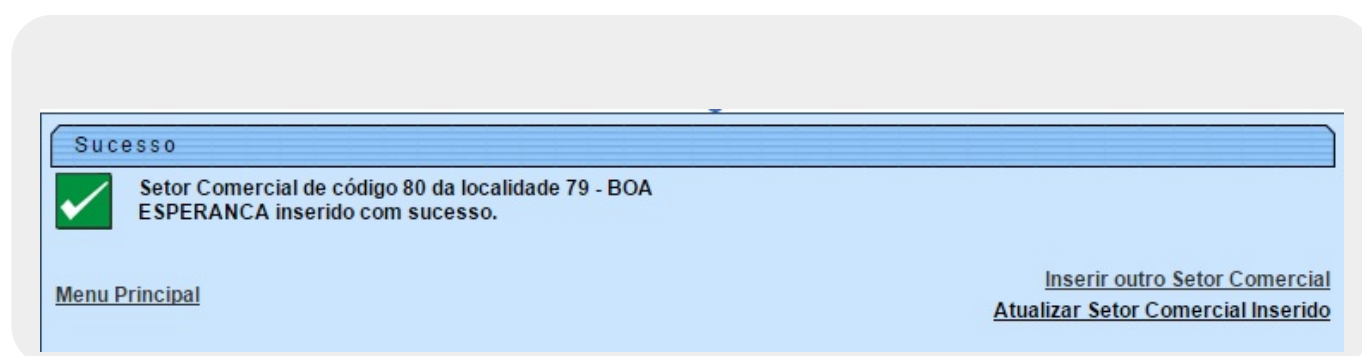 Sucesso
Setor Comercial de código 80 da localidade 79 - BOA
ESPERANCA inserido com sucesso.
Menu Principal
Inserir outro Setor Comercial
Atualizar Setor Comercial Inserido